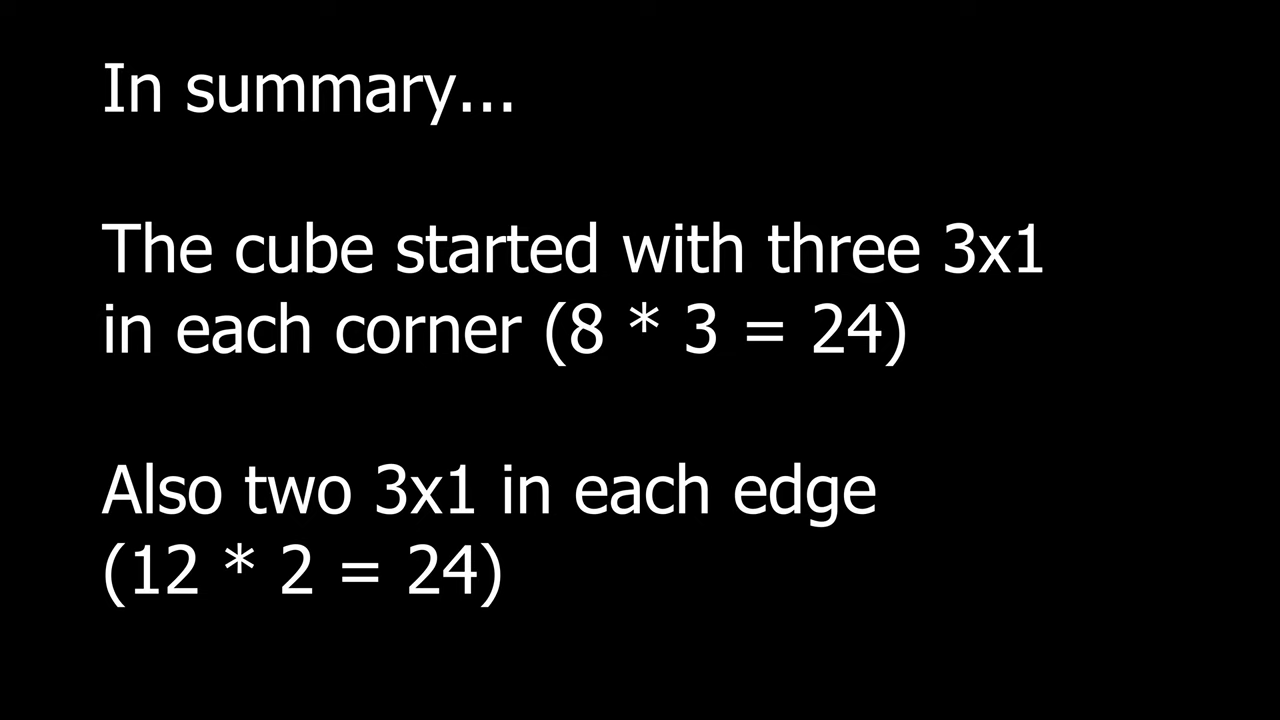 In summary...
The cube started with three 3x1
in each corner (8 * 3 = 24)
Also two 3x1 in each edge
(12 * 2 = 24)